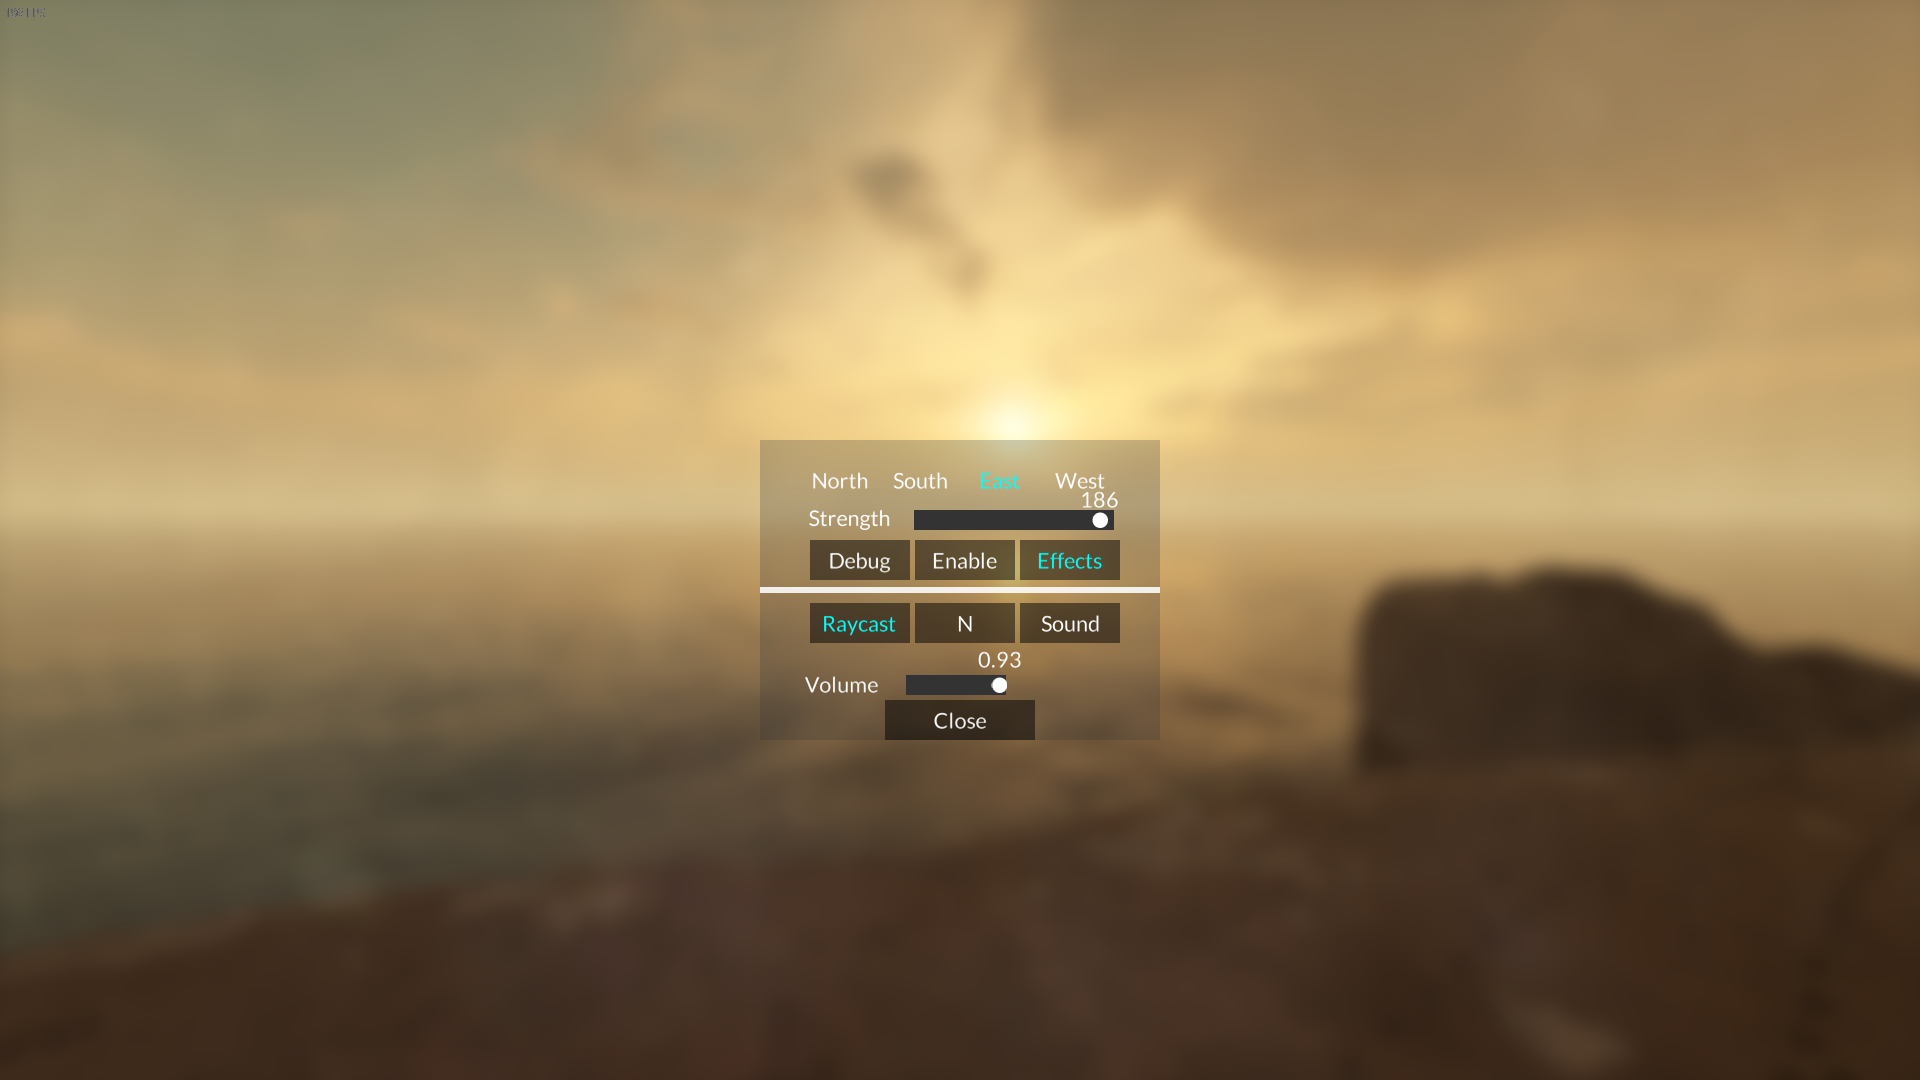 North South East West
186
Strength
Debug Enable Effects
Raycast N Sound
0.93
Volume
Close